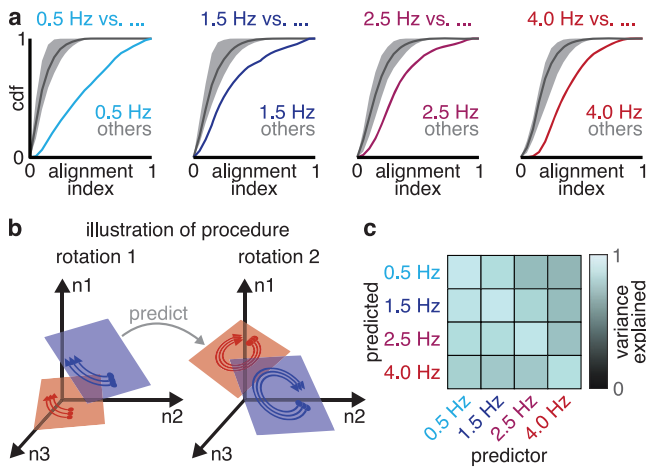 a
0.5 Hz vs. ...
1.5 Hz vs. ...
2.5 Hz vs. ...
4.0 Hz vs. ...
1
cdf
0
0.5 Hz
others
1.5 Hz
others
2.5 Hz
others
4.0 Hz
others
0 alignment index 1
0 alignment index 1
0 alignment index 1
0 alignment index 1
b
illustration of procedure
rotation 1
rotation 2
n1
n1
predict
n2
n2
n3
n3
c
predicted
0.5 Hz
1.5 Hz
2.5 Hz
4.0 Hz
0.5 Hz
1.5 Hz
2.5 Hz
4.0 Hz
predictor
1
0
variance
explained